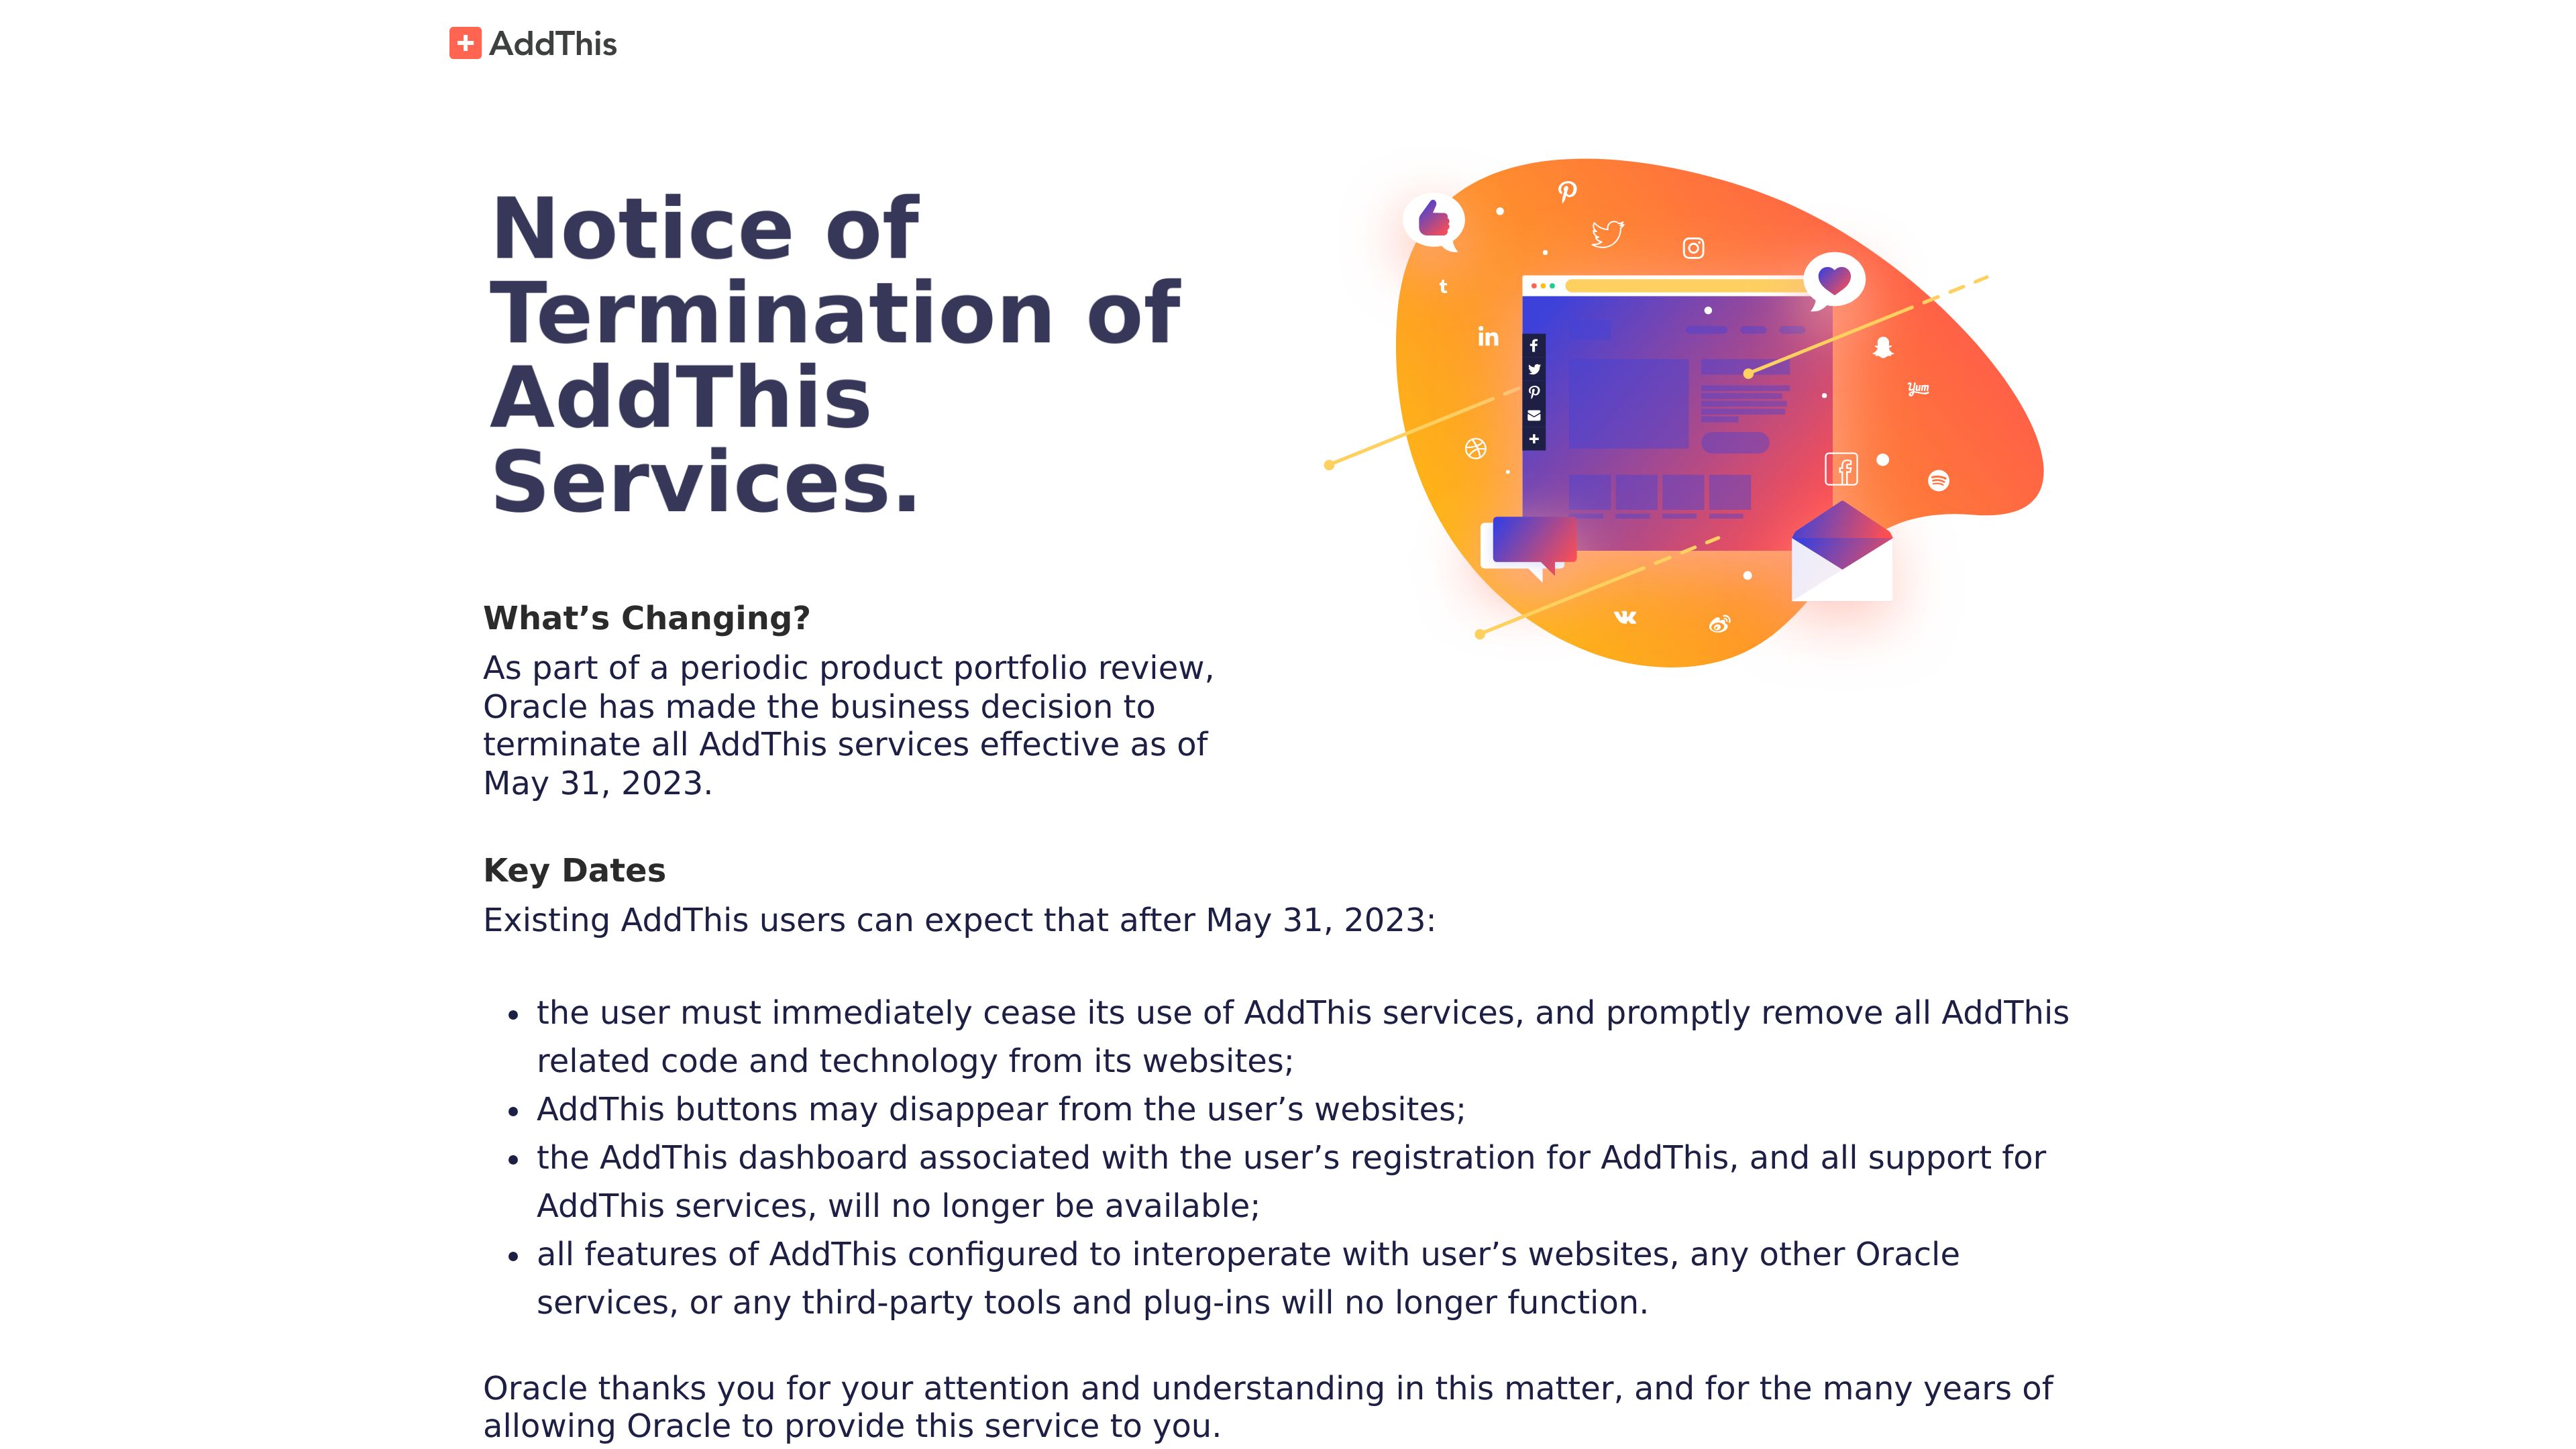 AddThis
Notice of
Termination of
AddThis
Services.
What’s Changing?
As part of a periodic product portfolio review,
Oracle has made the business decision to
terminate all AddThis services effective as of
May 31, 2023.
Key Dates
Existing AddThis users can expect that after May 31, 2023:
• the user must immediately cease its use of AddThis services, and promptly remove all AddThis
related code and technology from its websites;
• AddThis buttons may disappear from the user’s websites;
• the AddThis dashboard associated with the user’s registration for AddThis, and all support for
AddThis services, will no longer be available;
• all features of AddThis configured to interoperate with user’s websites, any other Oracle
services, or any third-party tools and plug-ins will no longer function.
Oracle thanks you for your attention and understanding in this matter, and for the many years of
allowing Oracle to provide this service to you.
t
in
Yum